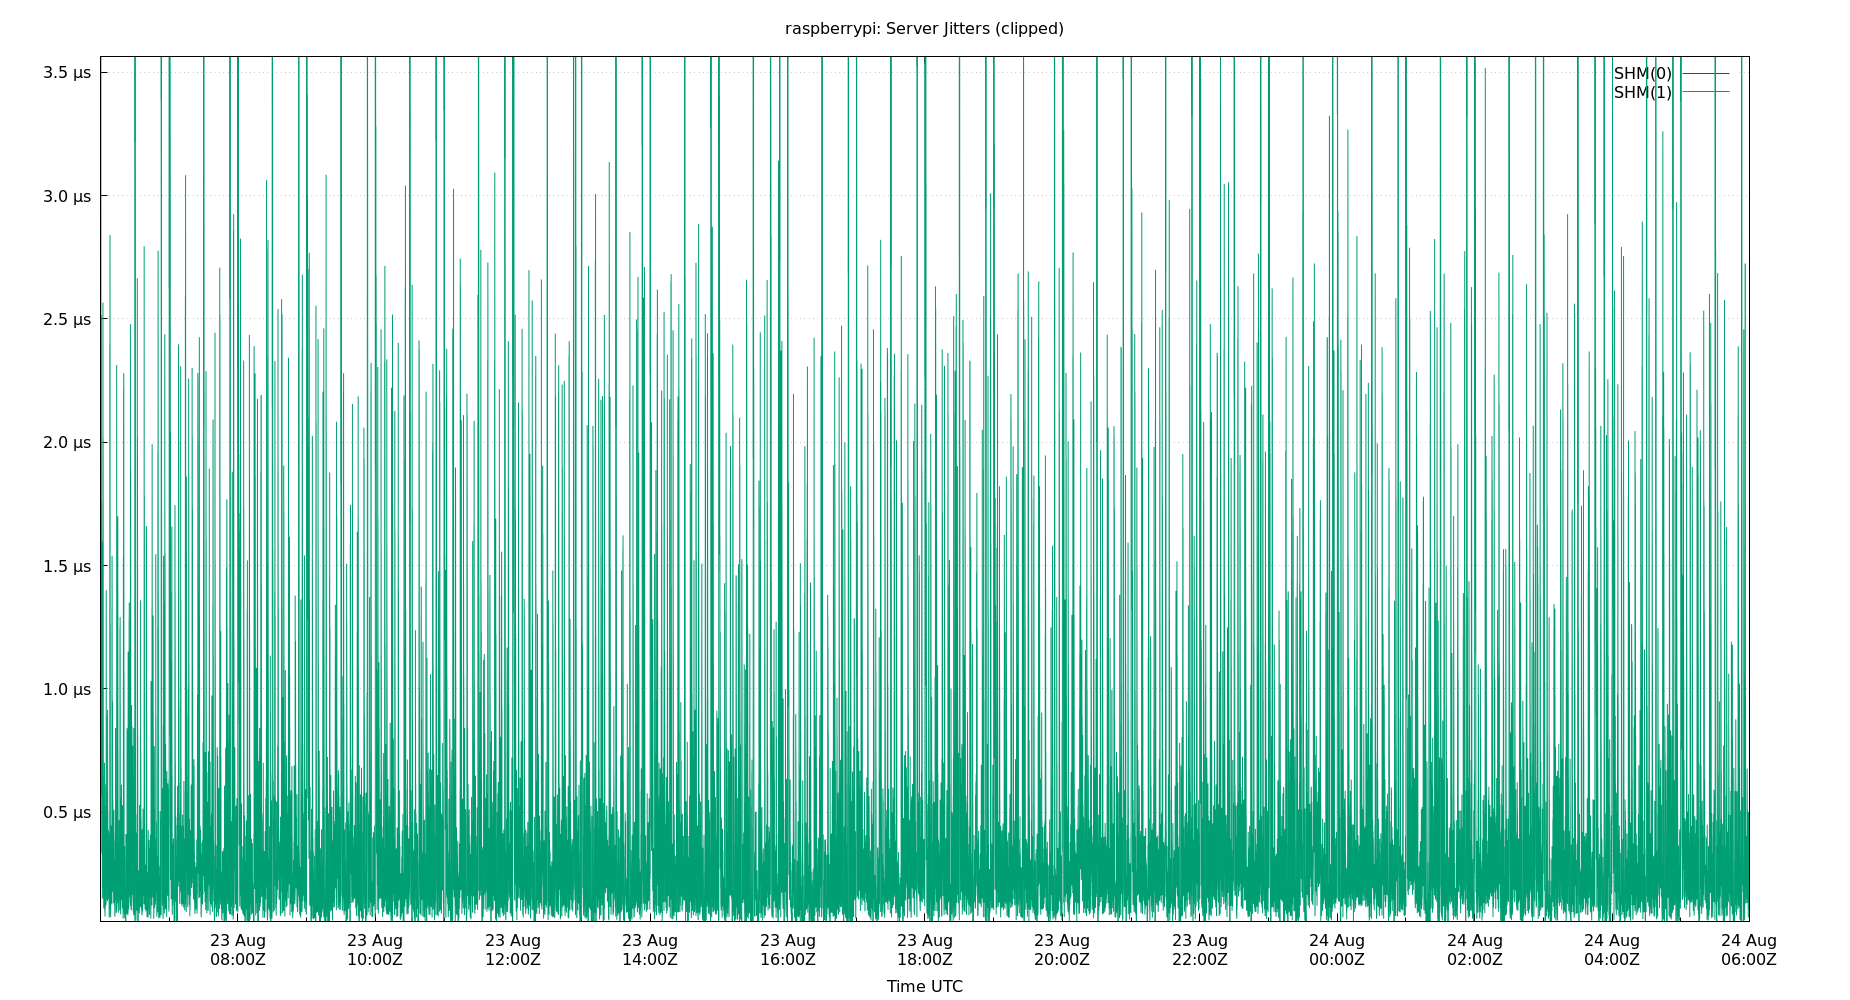 raspberrypi: Server Jitters (clipped)
3.5 μs
3.0 μs
2.5 μs
2.0 μs
1.5 μs
1.0 μs
0.5 μs
SHM(0)
SHM(1)
23 Aug 23 Aug 23 Aug 23 Aug 23 Aug 23 Aug 23 Aug 23 Aug 24 Aug 24 Aug 24 Aug 24 Aug
08:00Z 10:00Z 12:00Z 14:00Z 16:00Z 18:00Z 20:00Z 22:00Z 00:00Z 02:00Z 04:00Z 06:00Z
Time UTC